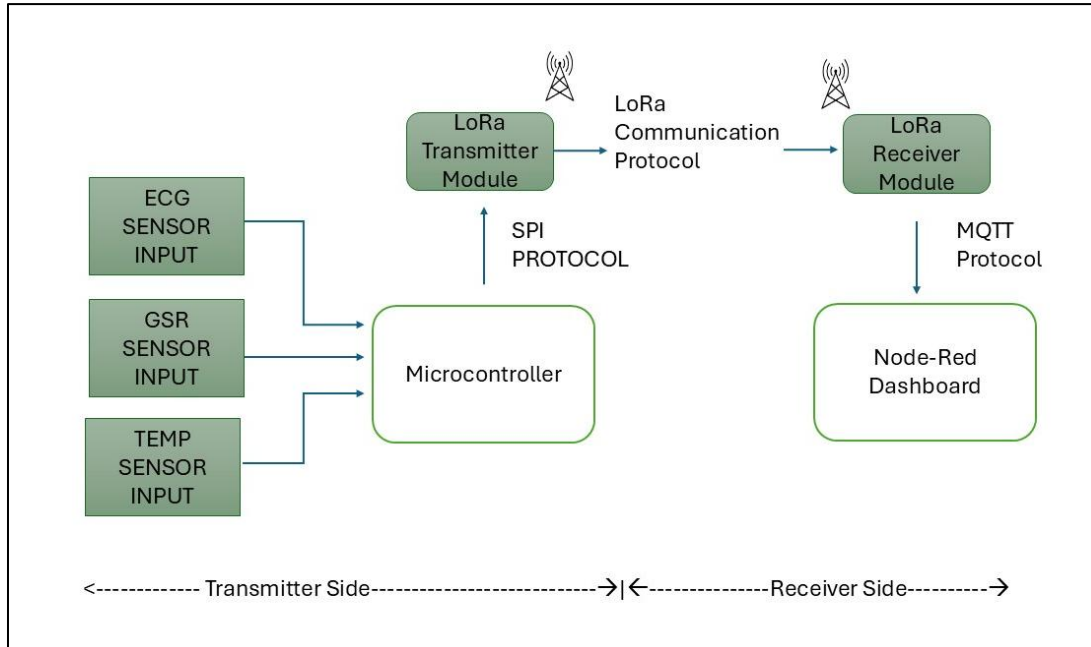 LoRa
Transmitter
Module
LoRa
Communication
Protocol
LoRa
Receiver
Module
ECG
SENSOR
INPUT
SPI
PROTOCOL
MQTT
Protocol
GSR
SENSOR
INPUT
Microcontroller
Node-Red
Dashboard
TEMP
SENSOR
INPUT
<------------- Transmitter Side----------------------------→|←--------------Receiver Side-----------→